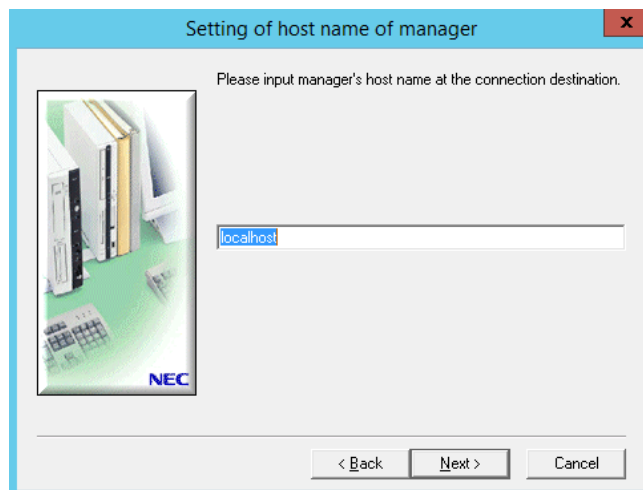 Setting of host name of manager
x
Please input manager's host name at the connection destination.
localhost
NEC
< Back
Next >
Cancel